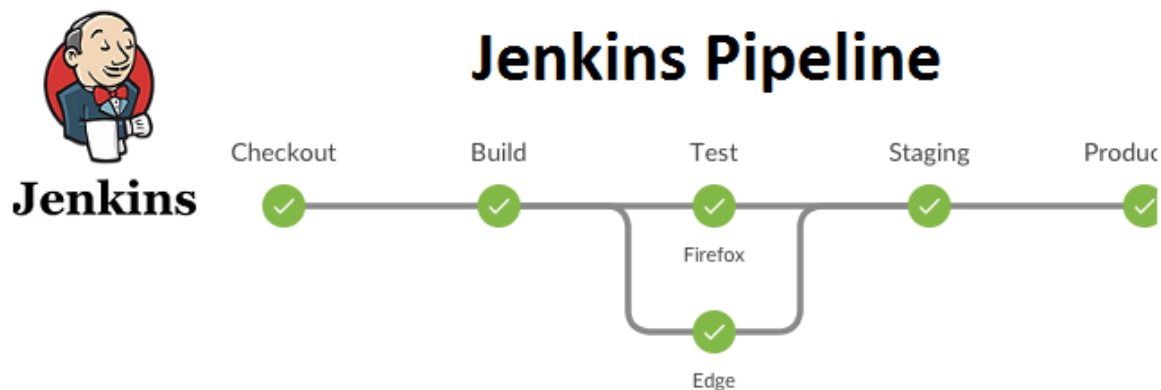 Jenkins Pipeline
Jenkins
Checkout Build Test Staging Produc
Firefox
Edge